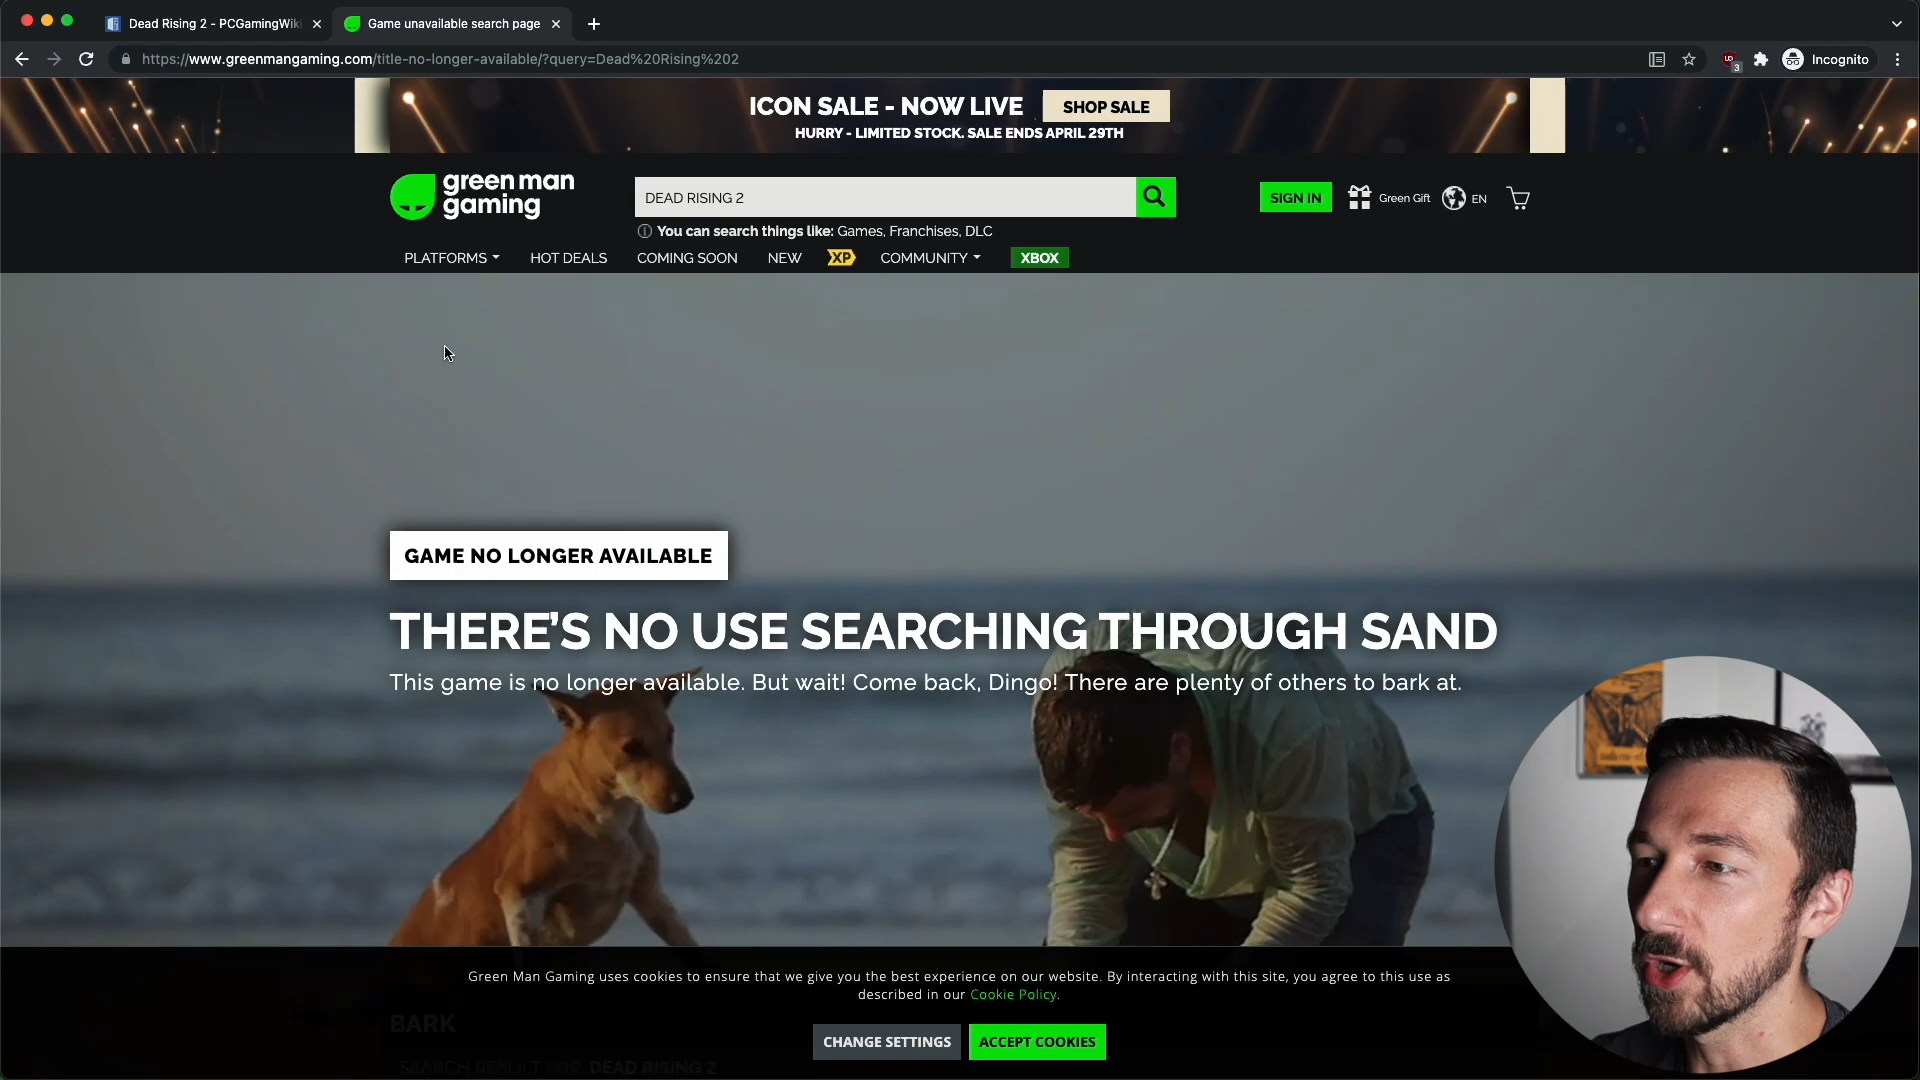 Dead Rising 2 - PCGamingWiki
Game unavailable search page
https://www.greenmangaming.com/title-no-longer-available/?query=Dead%20Rising%202
3
Incognito
ICON SALE - NOW LIVE
SHOP SALE
HURRY - LIMITED STOCK. SALE ENDS APRIL 29TH
green man
gaming
DEAD RISING 2
SIGN IN
Green Gift
EN
You can search things like: Games, Franchises, DLC
PLATFORMS
HOT DEALS
COMING SOON
NEW
XP
COMMUNITY
XBOX
GAME NO LONGER AVAILABLE
THERE'S NO USE SEARCHING THROUGH SAND
This game is no longer available. But wait! Come back, Dingo! There are plenty of others to bark at.
Green Man Gaming uses cookies to ensure that we give you the best experience on our website. By interacting with this site, you agree to this use as
described in our Cookie Policy.
BARK
CHANGE SETTINGS
ACCEPT COOKIES
SEARCH RESULT FOR: DEAD RISING 2